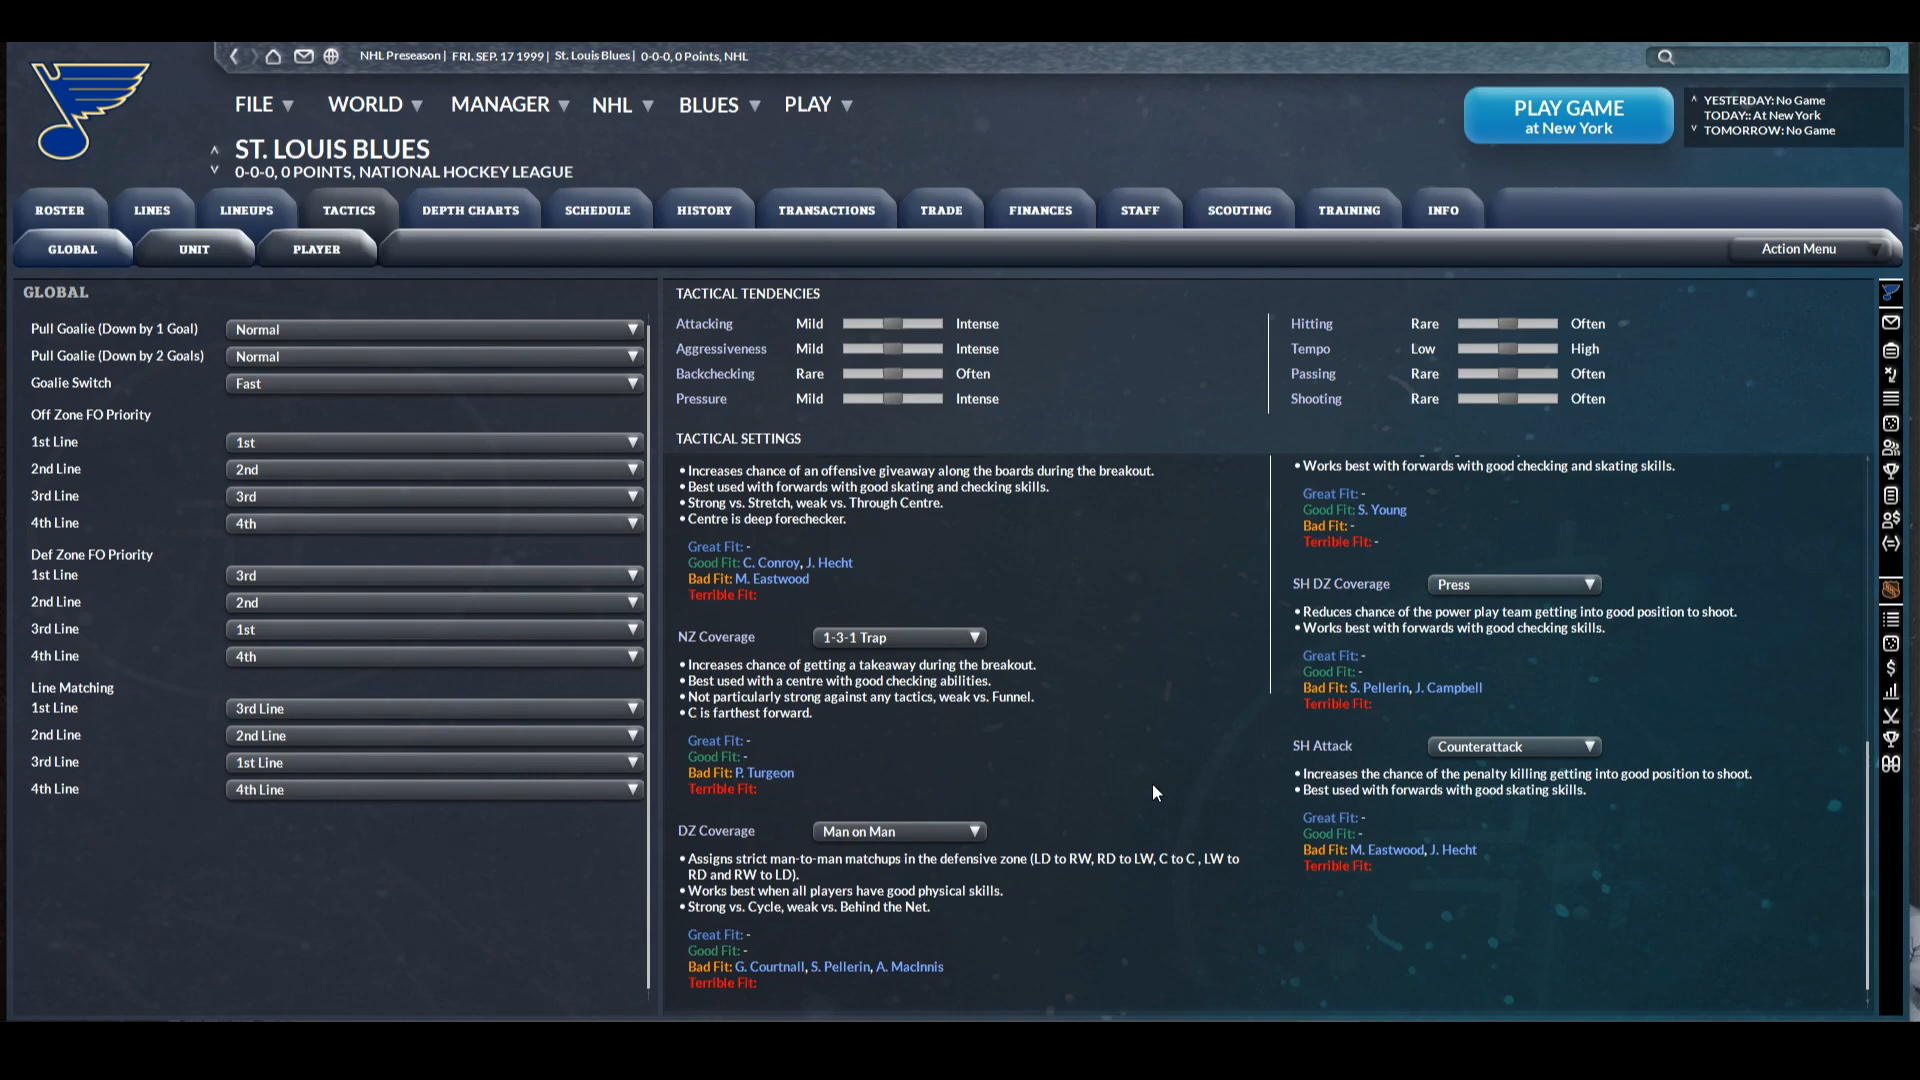 NHL Preseason | FRI. SEP. 17 1999 | St. Louis Blues | 0-0-0, 0 Points, NHL
FILE WORLD MANAGER NHL BLUES PLAY
PLAY GAME
at New York
YESTERDAY: No Game
TODAY:: At New York
TOMORROW: No Game
ST. LOUIS BLUES
0-0-0, 0 POINTS, NATIONAL HOCKEY LEAGUE
ROSTER LINES LINEUPS TACTICS DEPTH CHARTS SCHEDULE HISTORY TRANSACTIONS TRADE FINANCES STAFF SCOUTING TRAINING INFO
GLOBAL UNIT PLAYER Action Menu
GLOBAL
Pull Goalie (Down by 1 Goal) Normal
Pull Goalie (Down by 2 Goals) Normal
Goalie Switch Fast
Off Zone FO Priority
1st Line 1st
2nd Line 2nd
3rd Line 3rd
4th Line 4th
Def Zone FO Priority
1st Line 3rd
2nd Line 2nd
3rd Line 1st
4th Line 4th
Line Matching
1st Line 3rd Line
2nd Line 2nd Line
3rd Line 1st Line
4th Line 4th Line
TACTICAL TENDENCIES
Attacking Mild Intense
Aggressiveness Mild Intense
Backchecking Rare Often
Pressure Mild Intense
Hitting Rare Often
Tempo Low High
Passing Rare Often
Shooting Rare Often
TACTICAL SETTINGS
• Increases chance of an offensive giveaway along the boards during the breakout.
• Best used with forwards with good skating and checking skills.
• Strong vs. Stretch, weak vs. Through Centre.
• Centre is deep forechecker.
Great Fit: -
Good Fit: C. Conroy, J. Hecht
Bad Fit: M. Eastwood
Terrible Fit:
NZ Coverage 1-3-1 Trap
• Increases chance of getting a takeaway during the breakout.
• Best used with a centre with good checking abilities.
• Not particularly strong against any tactics, weak vs. Funnel.
• C is farthest forward.
Great Fit: -
Good Fit: -
Bad Fit: P. Turgeon
Terrible Fit:
DZ Coverage Man on Man
• Assigns strict man-to-man matchups in the defensive zone (LD to RW, RD to LW, C to C , LW to
RD and RW to LD).
• Works best when all players have good physical skills.
• Strong vs. Cycle, weak vs. Behind the Net.
Great Fit: -
Good Fit: -
Bad Fit: G. Courtnall, S. Pellerin, A. MacInnis
Terrible Fit:
• Works best with forwards with good checking and skating skills.
Great Fit: -
Good Fit: S. Young
Bad Fit: -
Terrible Fit: -
SH DZ Coverage Press
• Reduces chance of the power play team getting into good position to shoot.
• Works best with forwards with good checking skills.
Great Fit: -
Good Fit: -
Bad Fit: S. Pellerin, J. Campbell
Terrible Fit:
SH Attack Counterattack
• Increases the chance of the penalty killing getting into good position to shoot.
• Best used with forwards with good skating skills.
Great Fit: -
Good Fit: -
Bad Fit: M. Eastwood, J. Hecht
Terrible Fit: